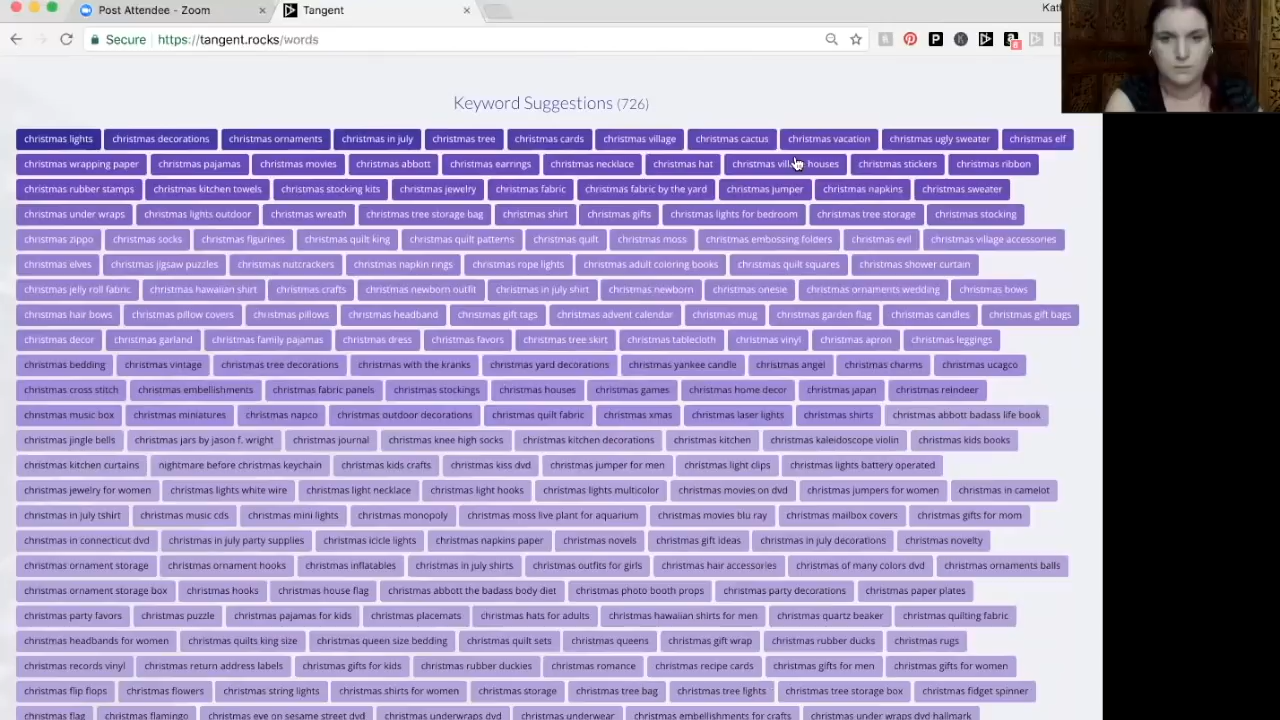 Post Attendee - Zoom × Tangent × Kath
Secure https://tangent.rocks/words
Keyword Suggestions (726)
christmas lights christmas decorations christmas ornaments christmas in july christmas tree christmas cards christmas village christmas cactus christmas vacation christmas ugly sweater christmas elf
christmas wrapping paper christmas pajamas christmas movies christmas abbott christmas earrings christmas necklace christmas hat christmas village houses christmas stickers christmas ribbon
christmas rubber stamps christmas kitchen towels christmas stocking kits christmas jewelry christmas fabric christmas fabric by the yard christmas jumper christmas napkins christmas sweater
christmas under wraps christmas lights outdoor christmas wreath christmas tree storage bag christmas shirt christmas gifts christmas lights for bedroom christmas tree storage christmas stocking
christmas zippo christmas socks christmas figurines christmas quilt king christmas quilt patterns christmas quilt christmas moss christmas embossing folders christmas evil christmas village accessories
christmas elves christmas jigsaw puzzles christmas nutcrackers christmas napkin rings christmas rope lights christmas adult coloring books christmas quilt squares christmas shower curtain
christmas jelly roll fabric christmas hawaiian shirt christmas crafts christmas newborn outfit christmas in july shirt christmas newborn christmas onesie christmas ornaments wedding christmas bows
christmas hair bows christmas pillow covers christmas pillows christmas headband christmas gift tags christmas advent calendar christmas mug christmas garden flag christmas candles christmas gift bags
christmas decor christmas garland christmas family pajamas christmas dress christmas favors christmas tree skirt christmas tablecloth christmas vinyl christmas apron christmas leggings
christmas bedding christmas vintage christmas tree decorations christmas with the kranks christmas yard decorations christmas yankee candle christmas angel christmas charms christmas ucagco
christmas cross stitch christmas embellishments christmas fabric panels christmas stockings christmas houses christmas games christmas home decor christmas japan christmas reindeer
christmas music box christmas miniatures christmas napco christmas outdoor decorations christmas quilt fabric christmas xmas christmas laser lights christmas shirts christmas abbott badass life book
christmas jingle bells christmas jars by jason f. wright christmas journal christmas knee high socks christmas kitchen decorations christmas kitchen christmas kaleidoscope violin christmas kids books
christmas kitchen curtains nightmare before christmas keychain christmas kids crafts christmas kiss dvd christmas jumper for men christmas light clips christmas lights battery operated
christmas jewelry for women christmas lights white wire christmas light necklace christmas light hooks christmas lights multicolor christmas movies on dvd christmas jumpers for women christmas in camelot
christmas in july tshirt christmas music cds christmas mini lights christmas monopoly christmas moss live plant for aquarium christmas movies blu ray christmas mailbox covers christmas gifts for mom
christmas in connecticut dvd christmas in july party supplies christmas icicle lights christmas napkins paper christmas novels christmas gift ideas christmas in july decorations christmas novelty
christmas ornament storage christmas ornament hooks christmas inflatables christmas in july shirts christmas outfits for girls christmas hair accessories christmas of many colors dvd christmas ornaments balls
christmas ornament storage box christmas hooks christmas house flag christmas abbott the badass body diet christmas photo booth props christmas party decorations christmas paper plates
christmas party favors christmas puzzle christmas pajamas for kids christmas placemats christmas hats for adults christmas hawaiian shirts for men christmas quartz beaker christmas quilting fabric
christmas headbands for women christmas quilts king size christmas queen size bedding christmas quilt sets christmas queens christmas gift wrap christmas rubber ducks christmas rugs
christmas records vinyl christmas return address labels christmas gifts for kids christmas rubber duckies christmas romance christmas recipe cards christmas gifts for men christmas gifts for women
christmas flip flops christmas flowers christmas string lights christmas shirts for women christmas storage christmas tree bag christmas tree lights christmas tree storage box christmas fidget spinner
christmas flag christmas flamingo christmas eve on sesame street dvd christmas underwraps dvd christmas underwear christmas embellishments for crafts christmas under wraps dvd hallmark